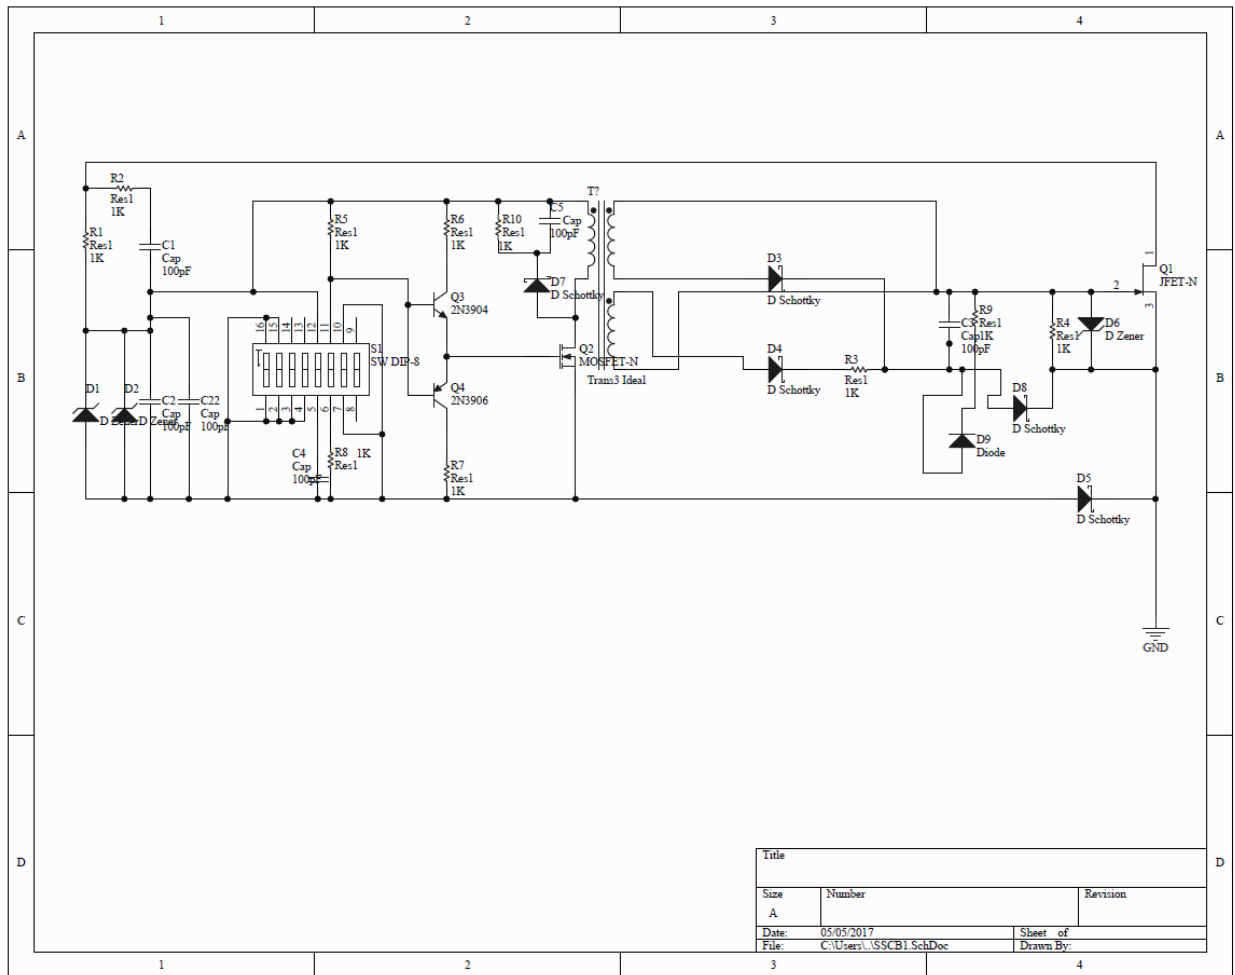 1 2 3 4
A A
R2
Res1
1K
T?
R1
Res1
1K
C1
Cap
100pF
R5
Res1
1K
R6
Res1
1K
R10
Res1
1K
C5
Cap
100pF
D7
D Schottky
D3
D Schottky
1
Q1
JFET-N
2
3
Q3
2N3904
C3
Cap
100pF
R9
Res1
1K
R4
Res1
1K
D6
D Zener
16 15 14 13 12 11 10 9
S1
SW DIP-8
1 2 3 4 5 6 7 8
Q2
MOSFET-N
Trans3 Ideal
D4
D Schottky
R3
Res1
1K
B B
D1
D Zener
D2
D Zener
C2
Cap
100pF
C22
Cap
100pF
Q4
2N3906
D8
D Schottky
D9
Diode
C4
Cap
100pF
R8 1K
Res1
R7
Res1
1K
D5
D Schottky
C C
GND
D D
Title
Size Number Revision
A
Date: 05/05/2017 Sheet of
File: C:\Users\..\SSCB1.SchDoc Drawn By:
1 2 3 4